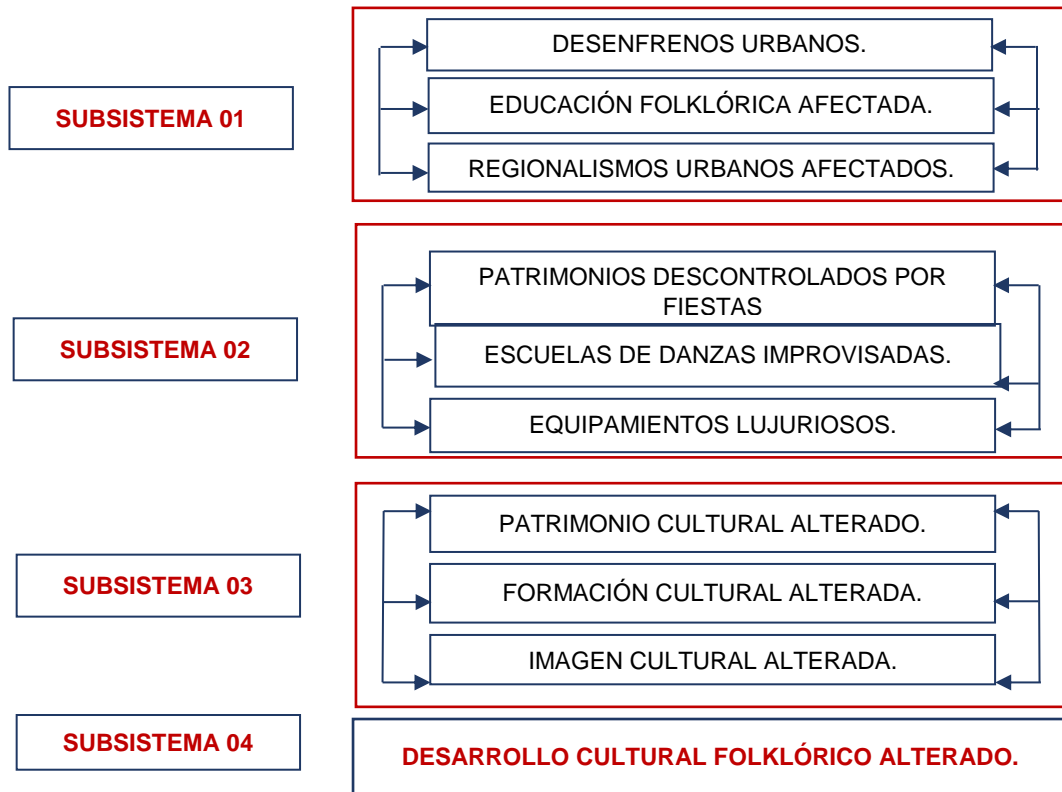 SUBSISTEMA 01
DESENFRENOS URBANOS.
EDUCACIÓN FOLKLÓRICA AFECTADA.
REGIONALISMOS URBANOS AFECTADOS.
SUBSISTEMA 02
PATRIMONIOS DESCONTROLADOS POR
FIESTAS
ESCUELAS DE DANZAS IMPROVISADAS.
EQUIPAMIENTOS LUJURIOSOS.
SUBSISTEMA 03
PATRIMONIO CULTURAL ALTERADO.
FORMACIÓN CULTURAL ALTERADA.
IMAGEN CULTURAL ALTERADA.
SUBSISTEMA 04
DESARROLLO CULTURAL FOLKLÓRICO ALTERADO.